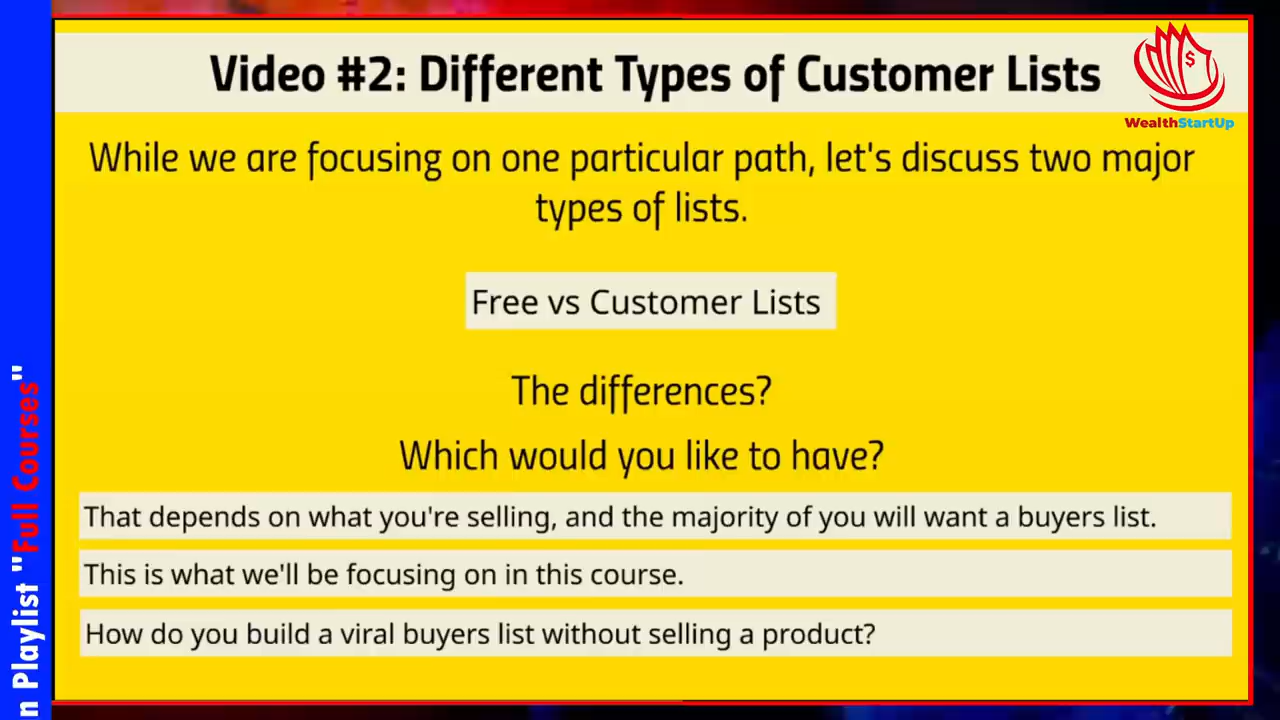 Video #2: Different Types of Customer Lists
$
WealthStartUp
While we are focusing on one particular path, let's discuss two major
types of lists.
Free vs Customer Lists
The differences?
Which would you like to have?
That depends on what you're selling, and the majority of you will want a buyers list.
This is what we'll be focusing on in this course.
How do you build a viral buyers list without selling a product?
n Playlist "Full Courses"